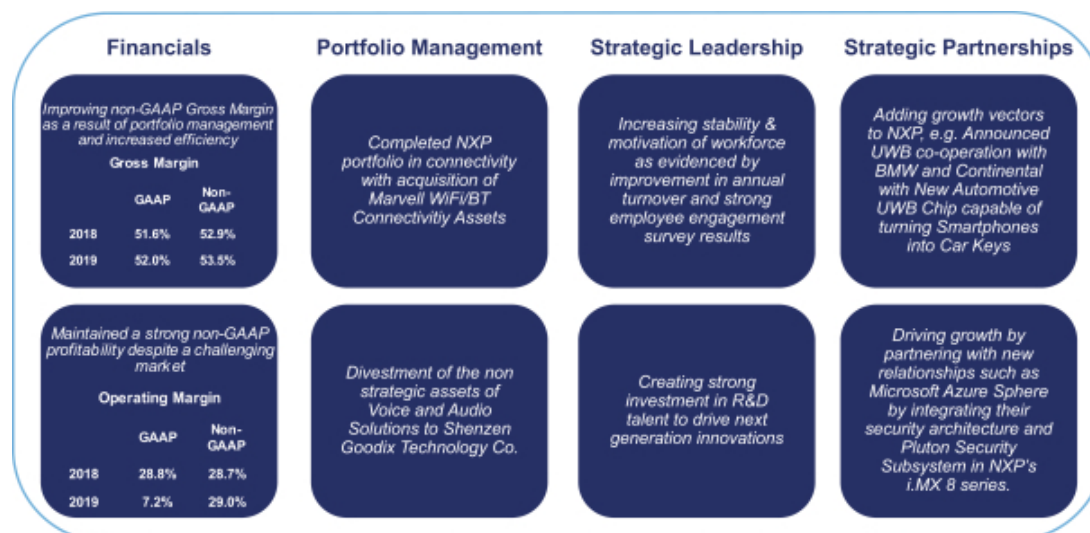 Financials
Improving non-GAAP Gross Margin
as a result of portfolio management
and increased efficiency
Gross Margin
GAAP Non-
GAAP
2018 51.6% 52.9%
2019 52.0% 53.5%
Maintained a strong non-GAAP
profitability despite a challenging
market
Operating Margin
GAAP Non-
GAAP
2018 28.8% 28.7%
2019 7.2% 29.0%
Portfolio Management
Completed NXP
portfolio in connectivity
with acquisition of
Marvell WiFi/BT
Connectivitiy Assets
Divestment of the non
strategic assets of
Voice and Audio
Solutions to Shenzen
Goodix Technology Co.
Strategic Leadership
Increasing stability &
motivation of workforce
as evidenced by
improvement in annual
turnover and strong
employee engagement
survey results
Creating strong
investment in R&D
talent to drive next
generation innovations
Strategic Partnerships
Adding growth vectors
to NXP, e.g. Announced
UWB co-operation with
BMW and Continental
with New Automotive
UWB Chip capable of
turning Smartphones
into Car Keys
Driving growth by
partnering with new
relationships such as
Microsoft Azure Sphere
by integrating their
security architecture and
Pluton Security
Subsystem in NXP's
i.MX 8 series.